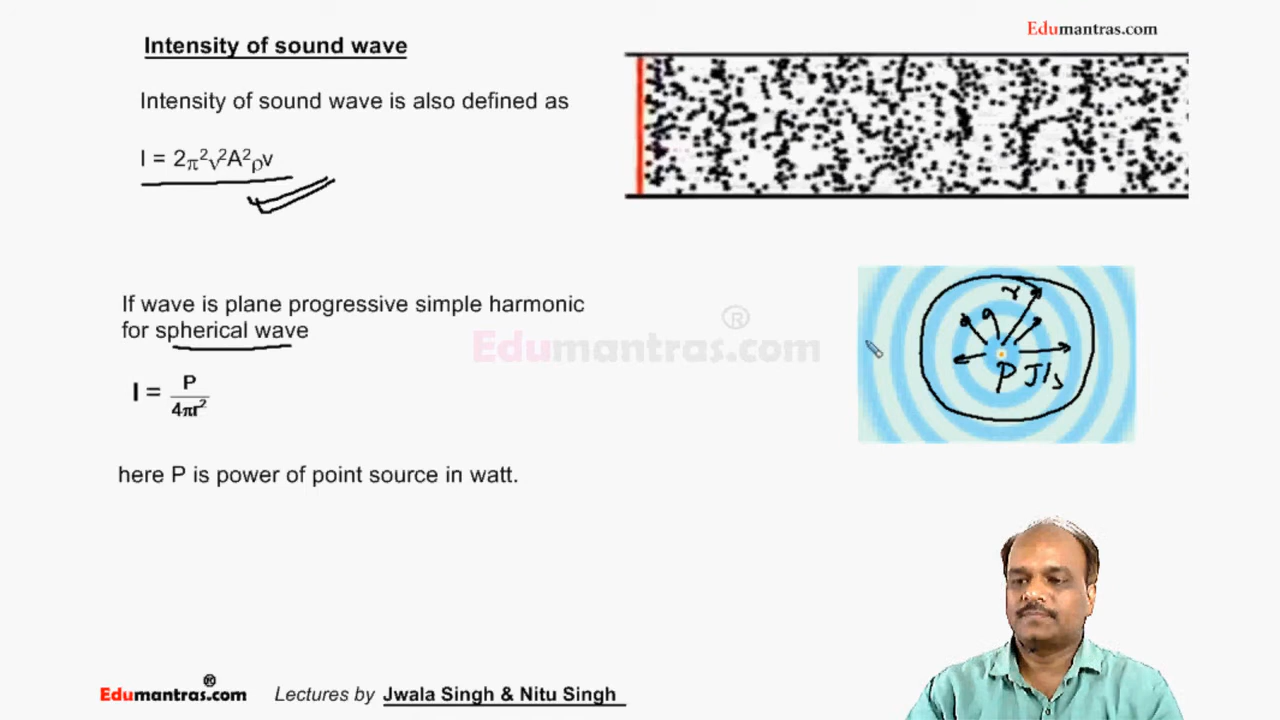 Intensity of sound wave
Edumantras.com
Intensity of sound wave is also defined as
I = 2π²ν²A²ρv
If wave is plane progressive simple harmonic
for spherical wave
Edumantras.com ®
I = P / 4πr²
r
P J/s
here P is power of point source in watt.
Edumantras.com ® Lectures by Jwala Singh & Nitu Singh